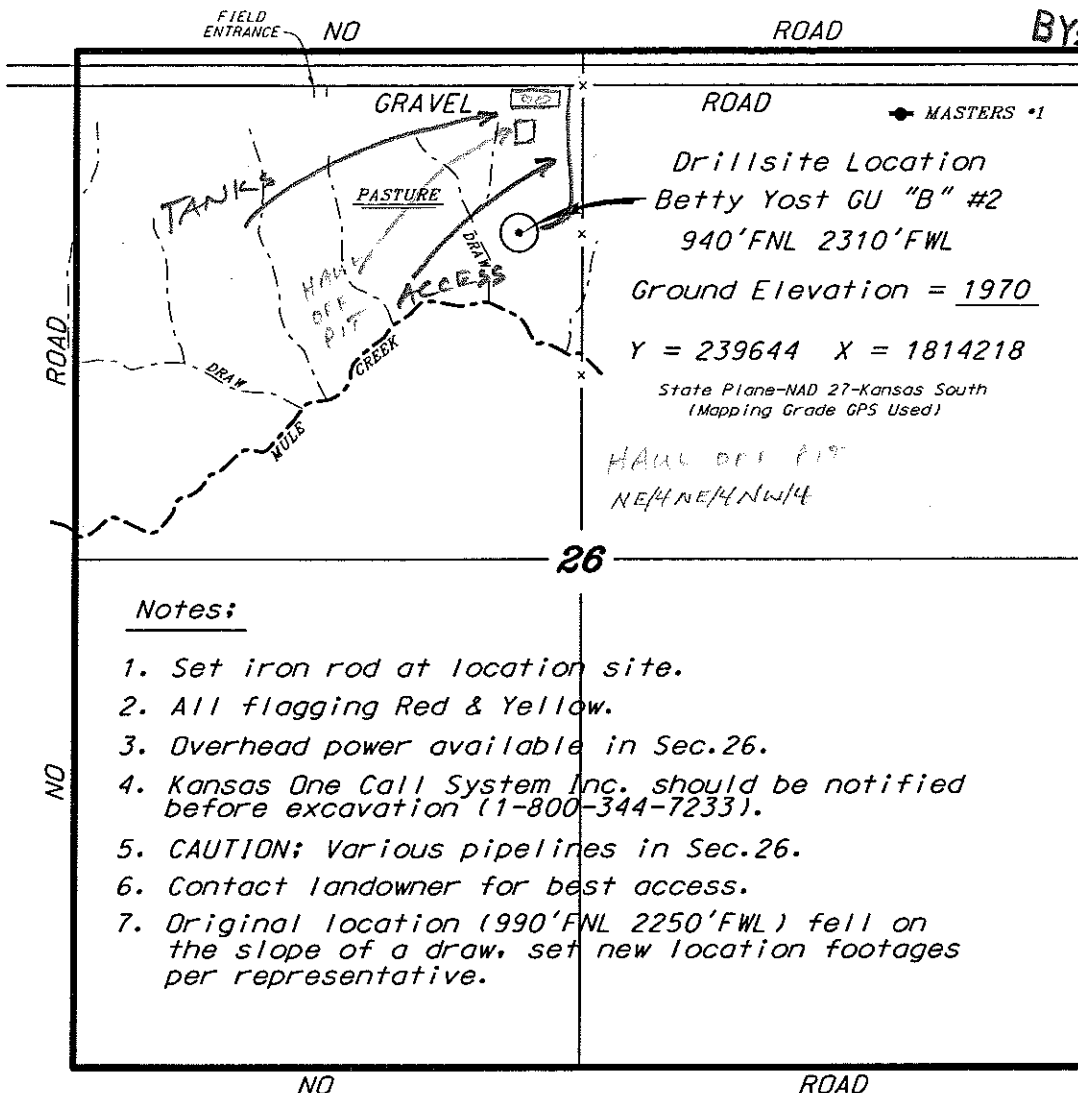 FIELD
ENTRANCE
NO
ROAD
BY:
GRAVEL
ROAD
MASTERS #1
TANKS
PASTURE
Drillsite Location
Betty Yost GU "B" #2
940'FNL 2310'FWL
DRAW
HAUL
OFF
PIT
ACCESS
Ground Elevation = 1970
ROAD
Y = 239644 X = 1814218
DRAW
CREEK
State Plane-NAD 27-Kansas South
(Mapping Grade GPS Used)
MULE
HAUL OFF PIT
NE/4 NE/4 NW/4
26
Notes:
1. Set iron rod at location site.
2. All flagging Red & Yellow.
3. Overhead power available in Sec.26.
4. Kansas One Call System Inc. should be notified
before excavation (1-800-344-7233).
NO
5. CAUTION: Various pipelines in Sec.26.
6. Contact landowner for best access.
7. Original location (990'FNL 2250'FWL) fell on
the slope of a draw, set new location footages
per representative.
NO
ROAD